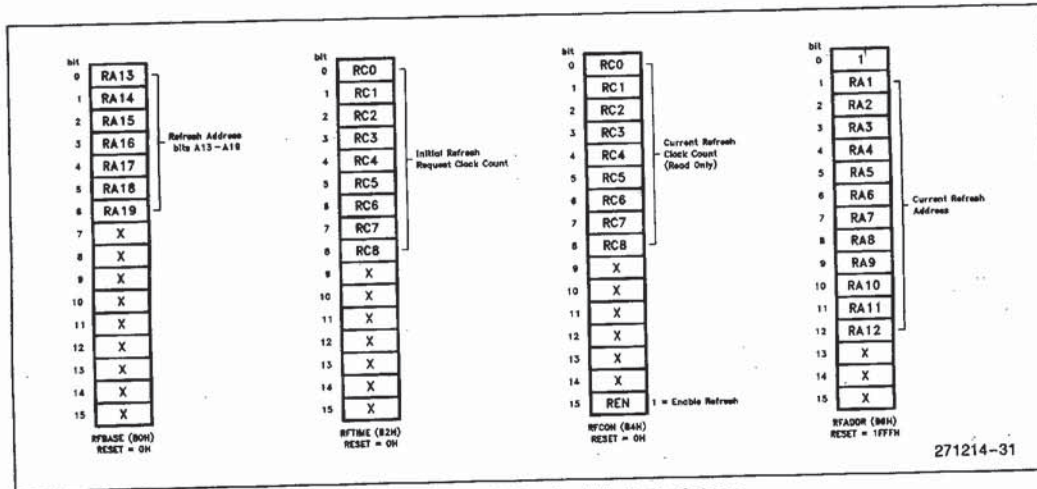 bit
0 RA13
1 RA14
2 RA15
3 RA16
4 RA17
5 RA18
6 RA19
7 X
8 X
9 X
10 X
11 X
12 X
13 X
14 X
15 X
Refresh Address
bits A13-A19
RFBASE (B0H)
RESET = 0H
bit
0 RC0
1 RC1
2 RC2
3 RC3
4 RC4
5 RC5
6 RC6
7 RC7
8 RC8
9 X
10 X
11 X
12 X
13 X
14 X
15 X
Initial Refresh
Request Clock Count
RFTIME (B2H)
RESET = 0H
bit
0 RC0
1 RC1
2 RC2
3 RC3
4 RC4
5 RC5
6 RC6
7 RC7
8 RC8
9 X
10 X
11 X
12 X
13 X
14 X
15 REN 1 = Enable Refresh
Current Refresh
Clock Count
(Read Only)
RFCON (B4H)
RESET = 0H
bit
0 1
1 RA1
2 RA2
3 RA3
4 RA4
5 RA5
6 RA6
7 RA7
8 RA8
9 RA9
10 RA10
11 RA11
12 RA12
13 X
14 X
15 X
Current Refresh
Address
RFADDR (B6H)
RESET = 1FFFH
271214-31